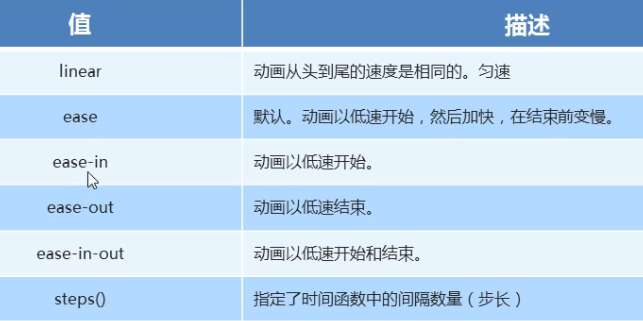 值 描述
linear 动画从头到尾的速度是相同的。匀速
ease 默认。动画以低速开始，然后加快，在结束前变慢。
ease-in 动画以低速开始。
ease-out 动画以低速结束。
ease-in-out 动画以低速开始和结束。
steps() 指定了时间函数中的间隔数量（步长）